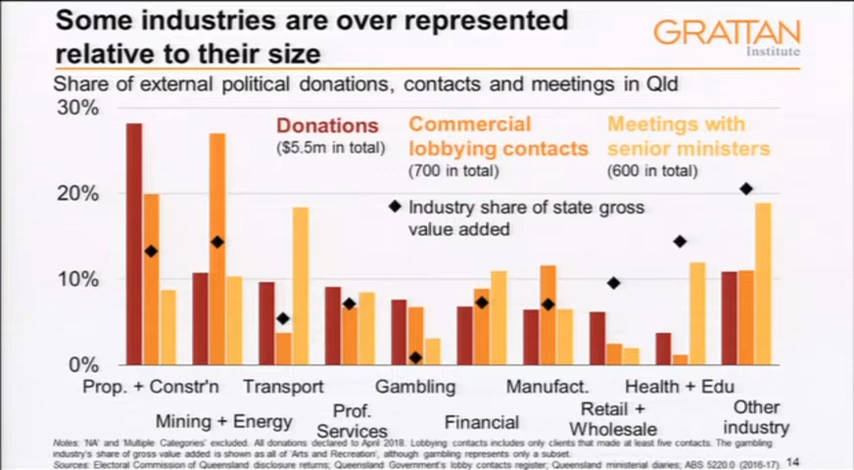 Some industries are over represented
relative to their size
GRATTAN
Institute
Share of external political donations, contacts and meetings in Qld
30%
20%
10%
0%
Donations
($5.5m in total)
Commercial
lobbying contacts
(700 in total)
Meetings with
senior ministers
(600 in total)
Industry share of state gross
value added
Prop. + Constr'n
Mining + Energy
Transport
Prof.
Services
Gambling
Financial
Manufact.
Retail +
Wholesale
Health + Edu
Other
industry
Notes: 'NA' and 'Multiple Categories' excluded. All donations declared to April 2018. Lobbying contacts includes only clients that made at least five contacts. The gambling
industry's share of gross value added is shown as all of 'Arts and Recreation', although gambling represents only a subset.
Sources: Electoral Commission of Queensland disclosure returns; Queensland Government's lobby contacts register; Queensland ministerial diaries; ABS 5220.0 (2016-17).
14